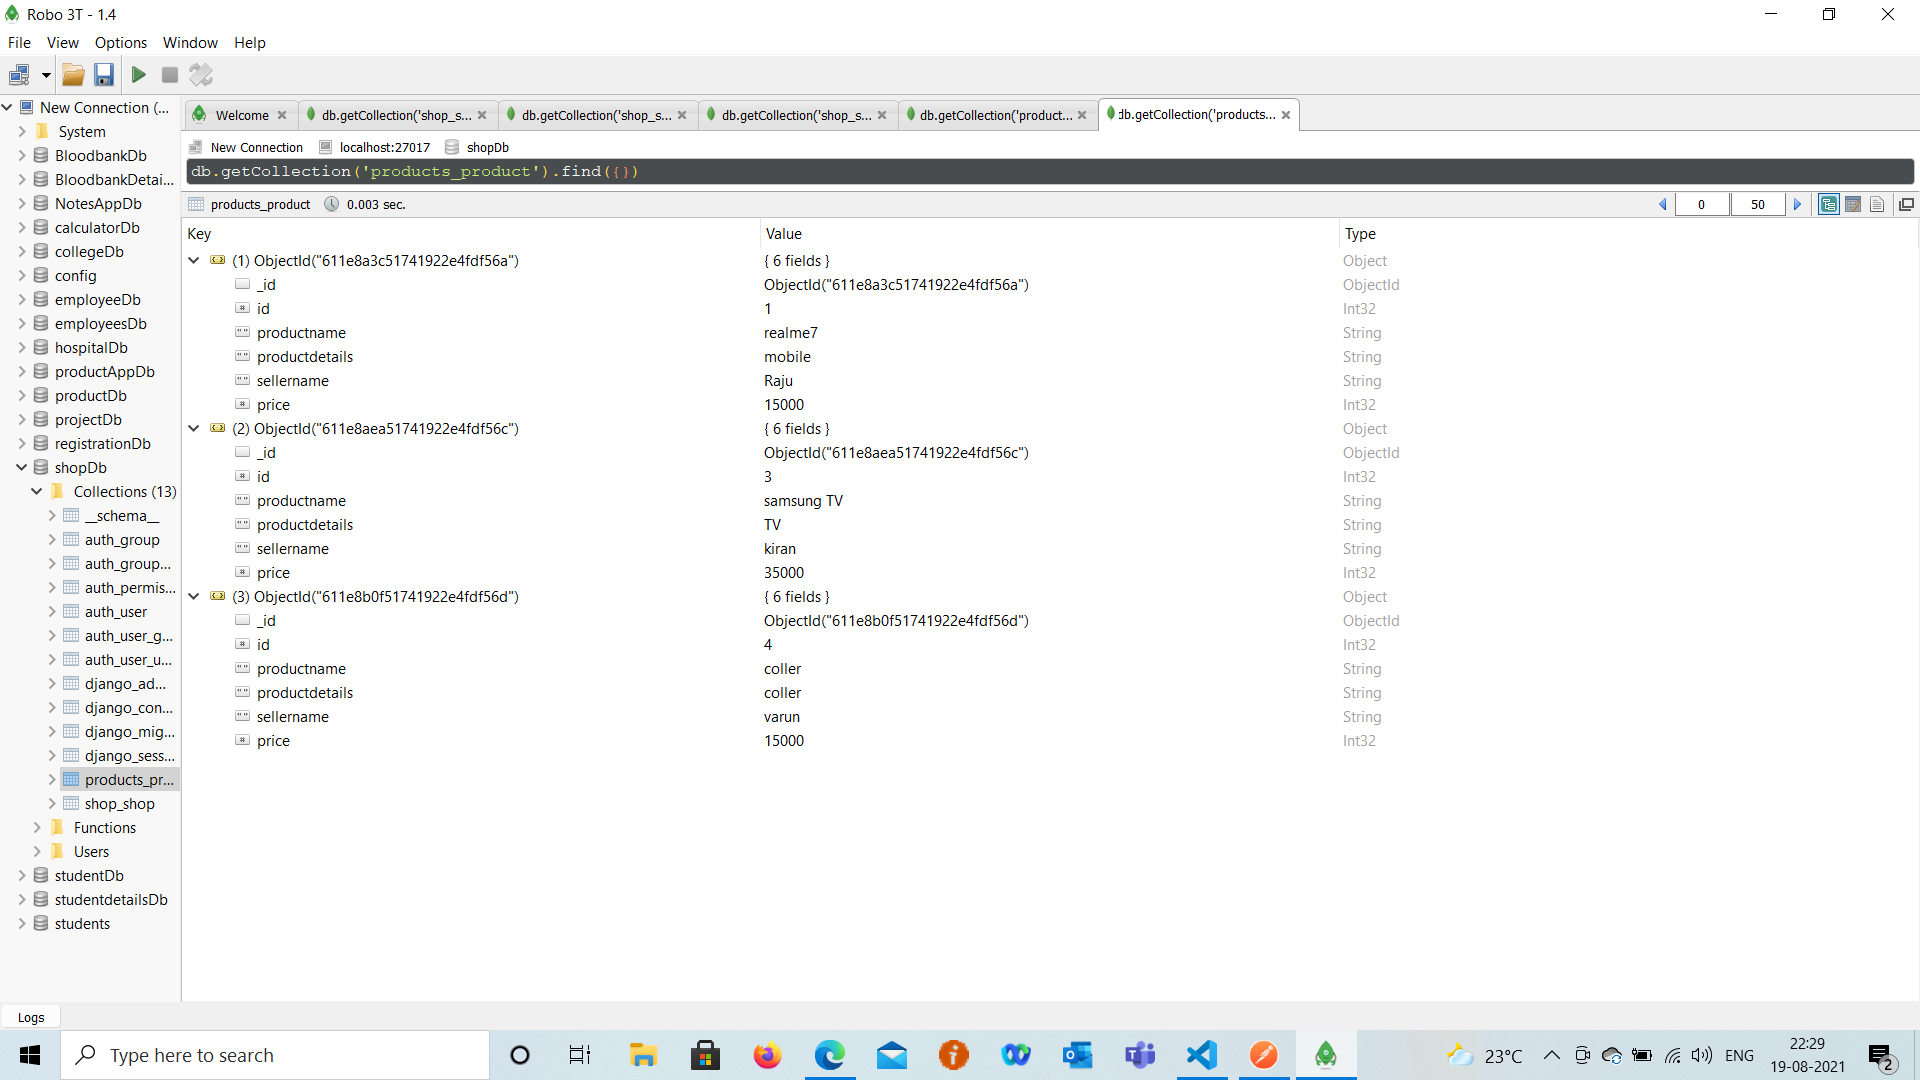 Robo 3T - 1.4
File View Options Window Help
New Connection (...
System
BloodbankDb
BloodbankDetai...
NotesAppDb
calculatorDb
collegeDb
config
employeeDb
employeesDb
hospitalDb
productAppDb
productDb
projectDb
registrationDb
shopDb
Collections (13)
__schema__
auth_group
auth_group...
auth_permis...
auth_user
auth_user_g...
auth_user_u...
django_ad...
django_con...
django_mig...
django_sess...
products_pr...
shop_shop
Functions
Users
studentDb
studentdetailsDb
students
Welcome db.getCollection('shop_s... db.getCollection('shop_s... db.getCollection('shop_s... db.getCollection('product... db.getCollection('products...
New Connection localhost:27017 shopDb
db.getCollection('products_product').find({})
products_product 0.003 sec. 0 50
Key Value Type
(1) ObjectId("611e8a3c51741922e4fdf56a") { 6 fields } Object
_id ObjectId("611e8a3c51741922e4fdf56a") ObjectId
id 1 Int32
productname realme7 String
productdetails mobile String
sellername Raju String
price 15000 Int32
(2) ObjectId("611e8aea51741922e4fdf56c") { 6 fields } Object
_id ObjectId("611e8aea51741922e4fdf56c") ObjectId
id 3 Int32
productname samsung TV String
productdetails TV String
sellername kiran String
price 35000 Int32
(3) ObjectId("611e8b0f51741922e4fdf56d") { 6 fields } Object
_id ObjectId("611e8b0f51741922e4fdf56d") ObjectId
id 4 Int32
productname coller String
productdetails coller String
sellername varun String
price 15000 Int32
Logs
Type here to search
23°C ENG
22:29
19-08-2021
2